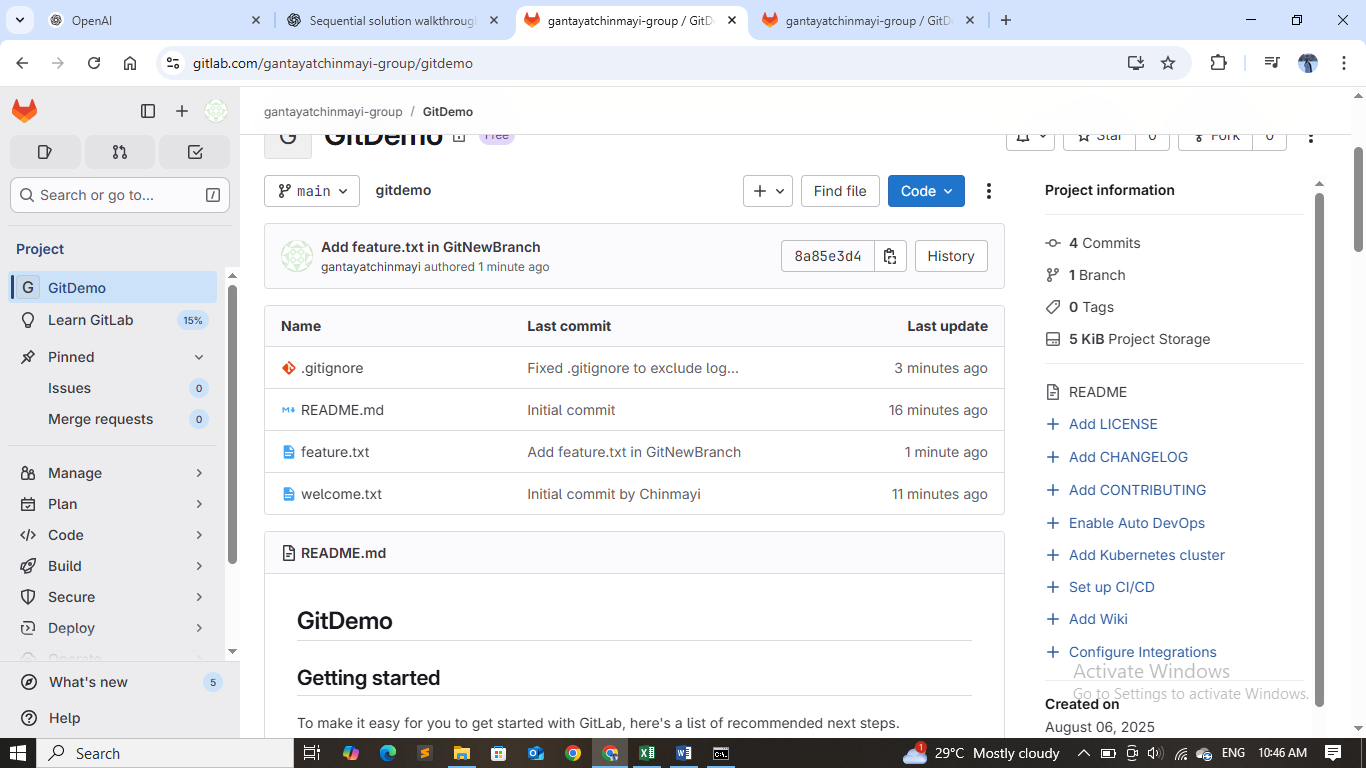 OpenAI
Sequential solution walkthroug
gantayatchinmayi-group / GitDe
gantayatchinmayi-group / GitD
gitlab.com/gantayatchinmayi-group/gitdemo
gantayatchinmayi-group / GitDemo
Search or go to... /
Project
G GitDemo
Learn GitLab 15%
Pinned
Issues 0
Merge requests 0
Manage
Plan
Code
Build
Secure
Deploy
Operate
What's new 5
Help
G GitDemo Free
Star 0
Fork 0
main gitdemo
Find file
Code
Add feature.txt in GitNewBranch
gantayatchinmayi authored 1 minute ago
8a85e3d4
History
Name Last commit Last update
.gitignore Fixed .gitignore to exclude log... 3 minutes ago
README.md Initial commit 16 minutes ago
feature.txt Add feature.txt in GitNewBranch 1 minute ago
welcome.txt Initial commit by Chinmayi 11 minutes ago
README.md
GitDemo
Getting started
To make it easy for you to get started with GitLab, here's a list of recommended next steps.
Project information
4 Commits
1 Branch
0 Tags
5 KiB Project Storage
README
Add LICENSE
Add CHANGELOG
Add CONTRIBUTING
Enable Auto DevOps
Add Kubernetes cluster
Set up CI/CD
Add Wiki
Configure Integrations
Created on
August 06, 2025
Activate Windows
Go to Settings to activate Windows.
Search
1
29°C Mostly cloudy
ENG
10:46 AM